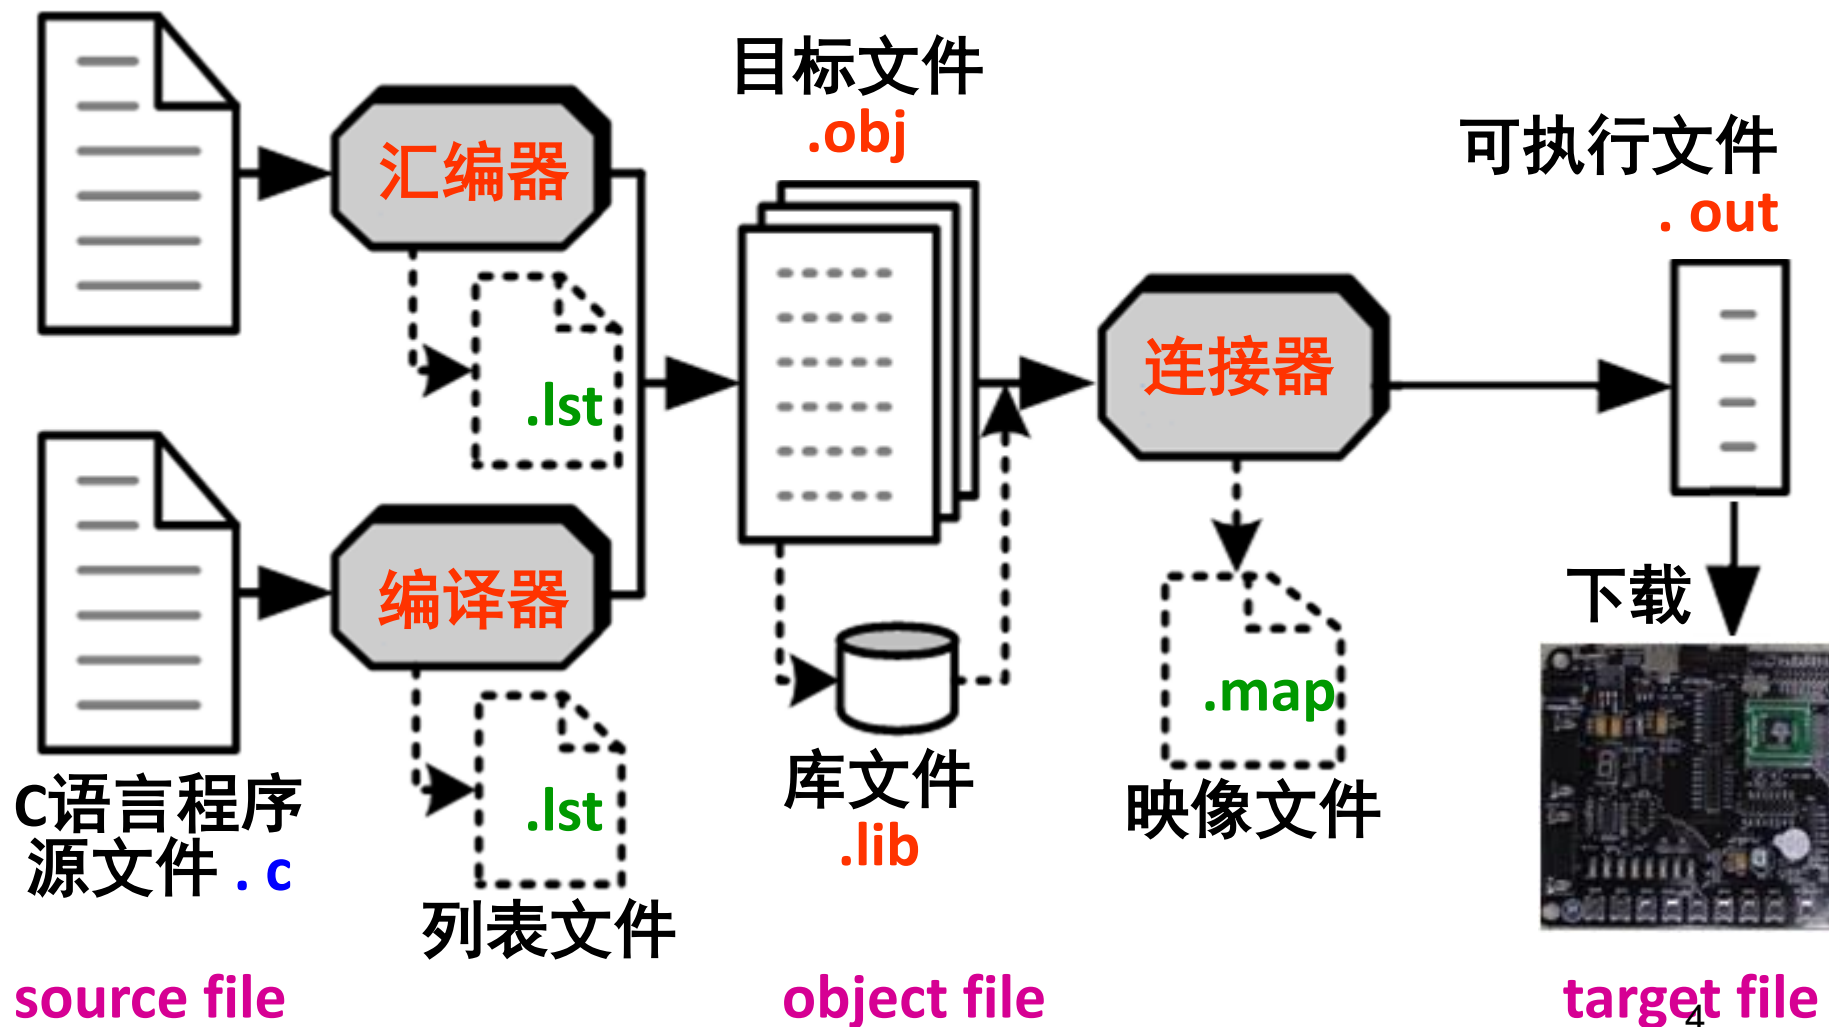 目标文件
.obj
可执行文件
. out
汇编器
.lst
连接器
编译器
.lst
下载
.map
C语言程序
源文件 . c
列表文件
库文件
.lib
映像文件
source file
object file
target file
4